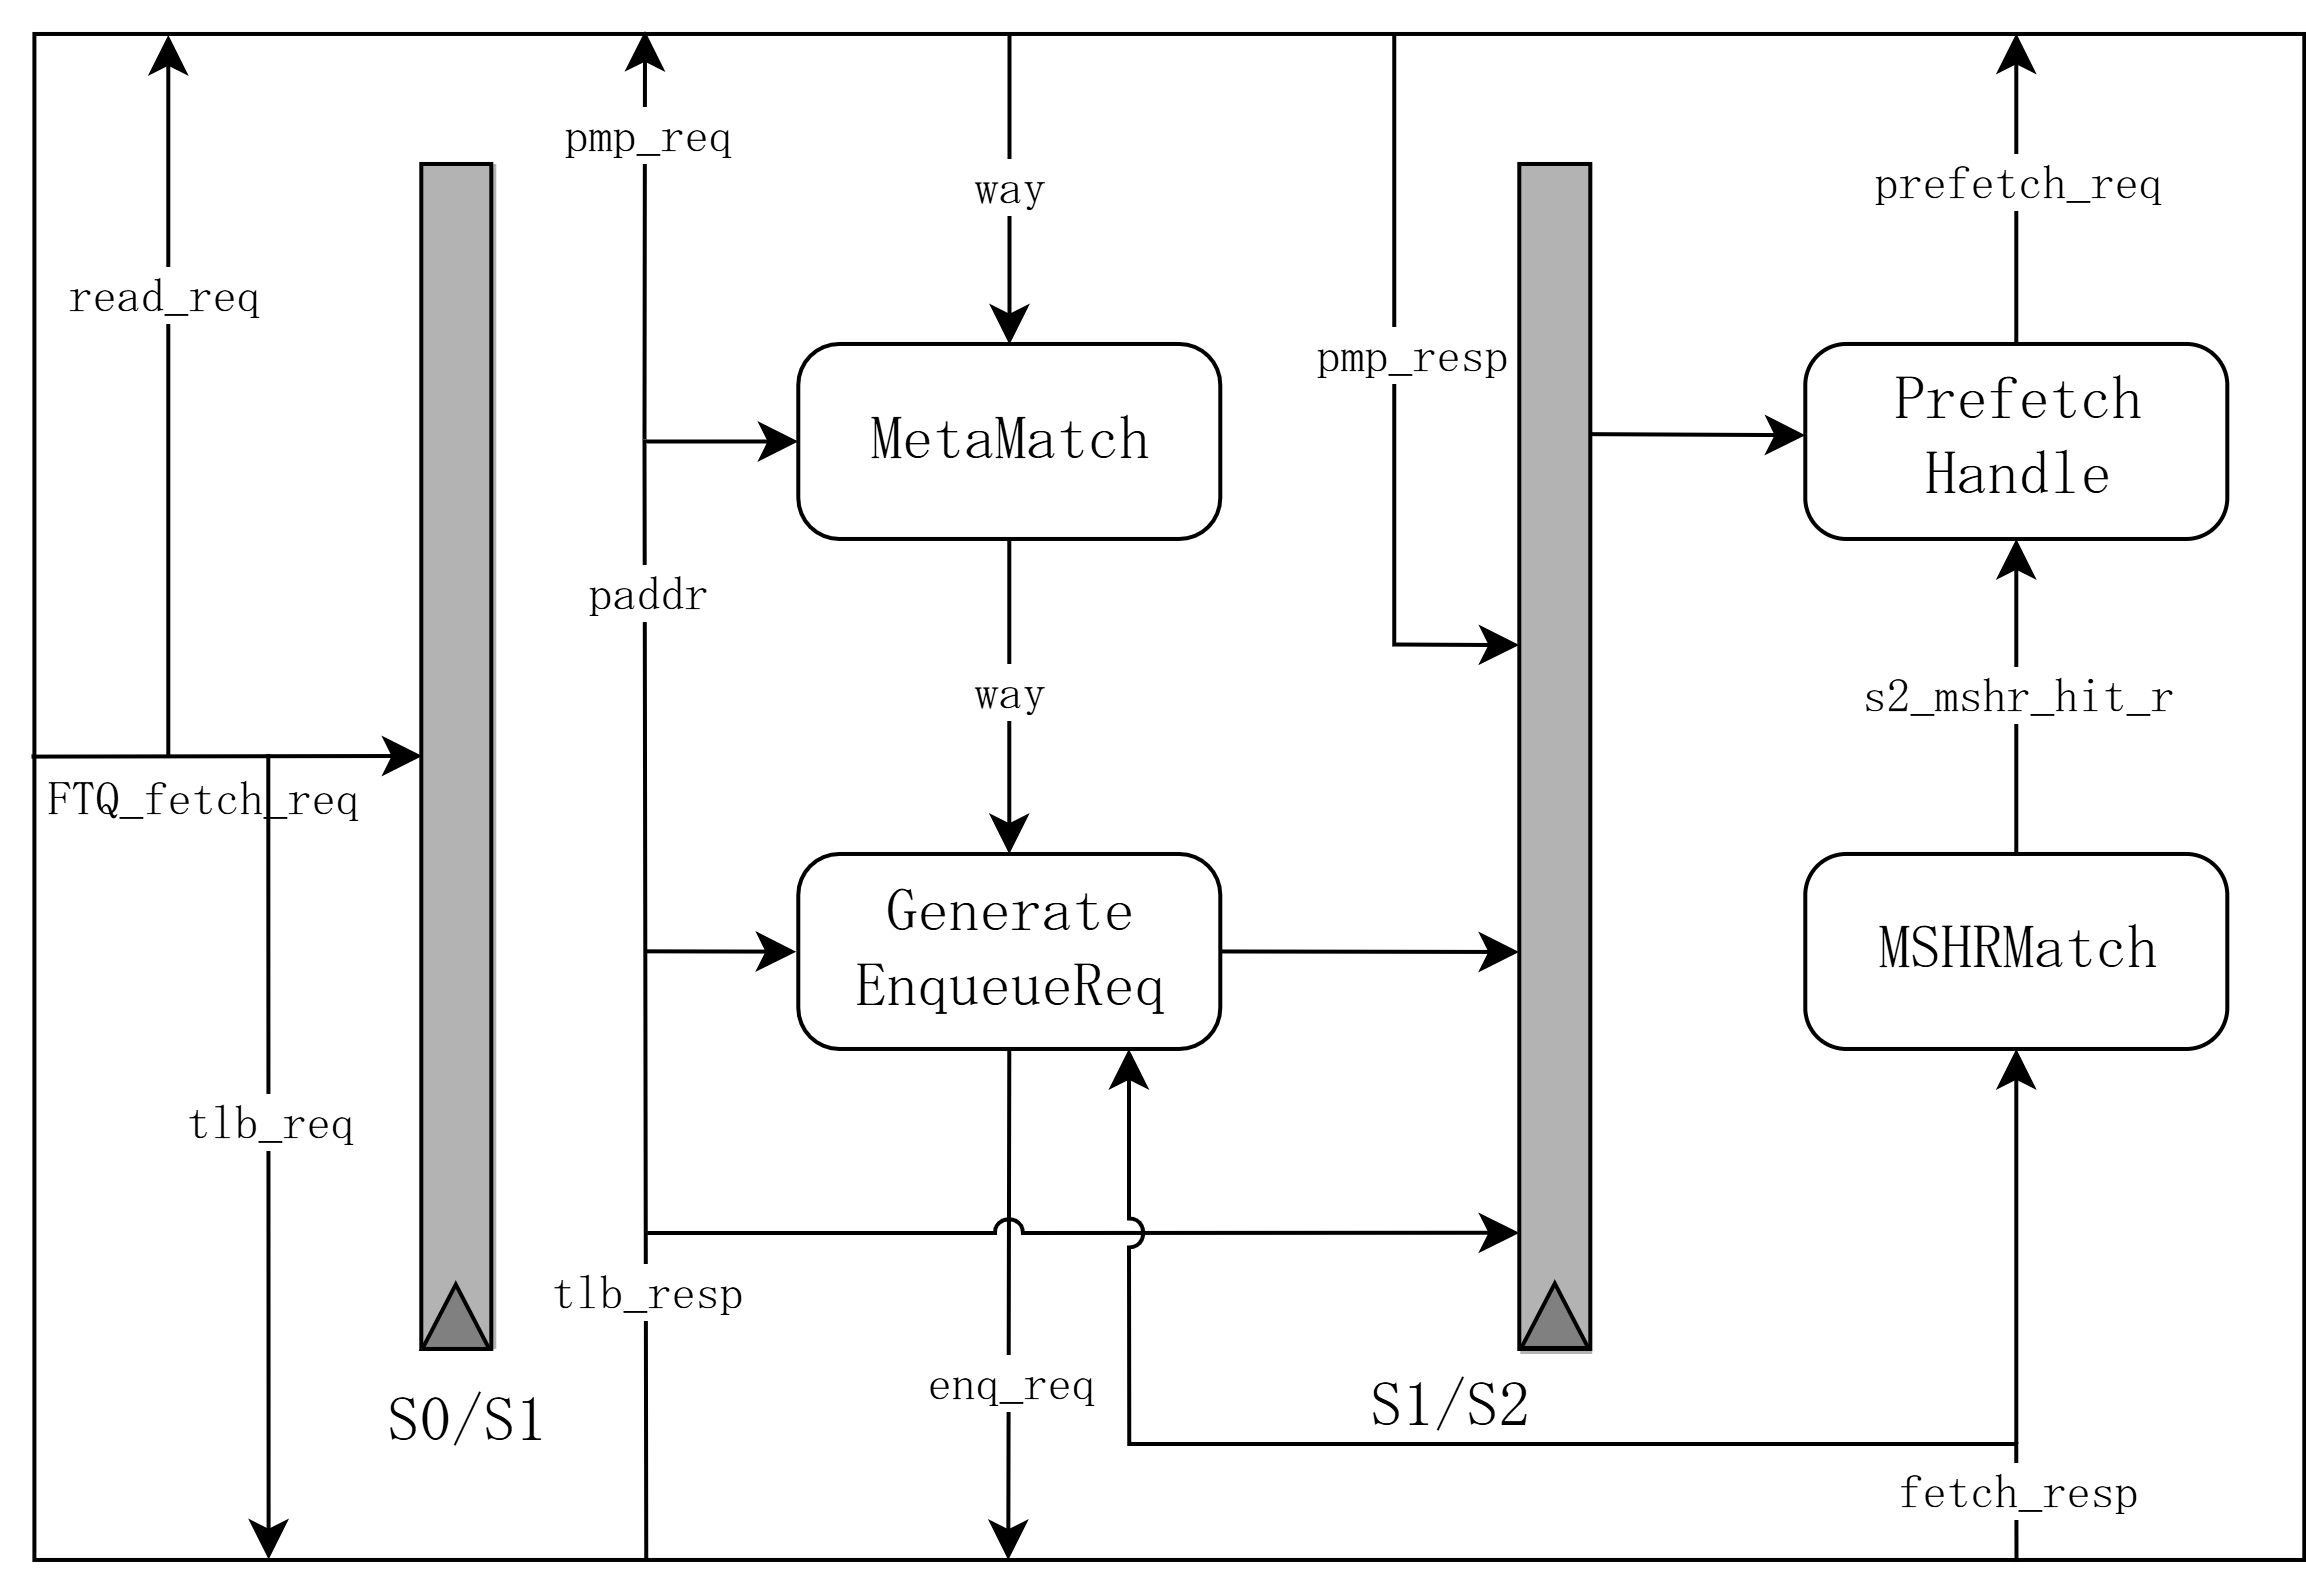 pmp_req
way
prefetch_req
read_req
pmp_resp
MetaMatch
Prefetch
Handle
paddr
way
s2_mshr_hit_r
FTQ_fetch_req
Generate
EnqueueReq
MSHRMatch
tlb_req
tlb_resp
enq_req
S0/S1
S1/S2
fetch_resp